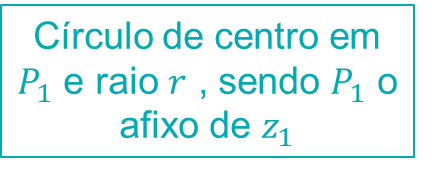 Círculo de centro em
P₁ e raio r , sendo P₁ o
afixo de z₁